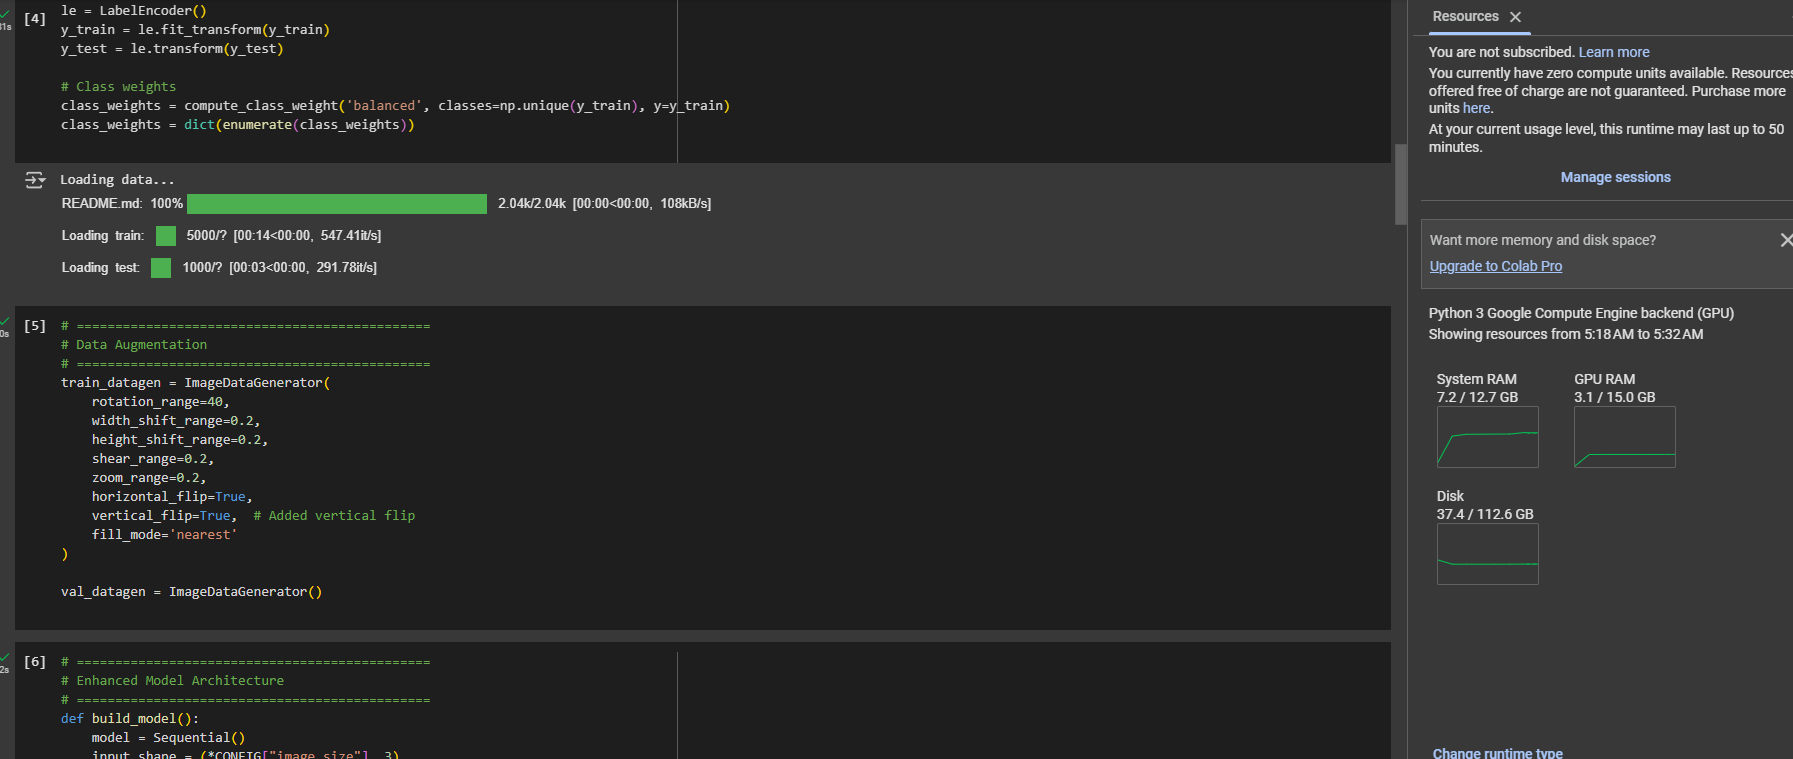 [4]
31s
le = LabelEncoder()
y_train = le.fit_transform(y_train)
y_test = le.transform(y_test)
# Class weights
class_weights = compute_class_weight('balanced', classes=np.unique(y_train), y=y_train)
class_weights = dict(enumerate(class_weights))
Loading data...
README.md: 100% 2.04k/2.04k [00:00<00:00, 108kB/s]
Loading train: 5000/? [00:14<00:00, 547.41it/s]
Loading test: 1000/? [00:03<00:00, 291.78it/s]
[5]
0s
# ==============================================
# Data Augmentation
# ==============================================
train_datagen = ImageDataGenerator(
    rotation_range=40,
    width_shift_range=0.2,
    height_shift_range=0.2,
    shear_range=0.2,
    zoom_range=0.2,
    horizontal_flip=True,
    vertical_flip=True,  # Added vertical flip
    fill_mode='nearest'
)
val_datagen = ImageDataGenerator()
[6]
2s
# ==============================================
# Enhanced Model Architecture
# ==============================================
def build_model():
    model = Sequential()
    input_shape = (*CONFIG["image_size"], 3)
Resources
You are not subscribed. Learn more
You currently have zero compute units available. Resources
offered free of charge are not guaranteed. Purchase more
units here.
At your current usage level, this runtime may last up to 50
minutes.
Manage sessions
Want more memory and disk space?
Upgrade to Colab Pro
Python 3 Google Compute Engine backend (GPU)
Showing resources from 5:18 AM to 5:32 AM
System RAM
7.2 / 12.7 GB
GPU RAM
3.1 / 15.0 GB
Disk
37.4 / 112.6 GB
Change runtime type